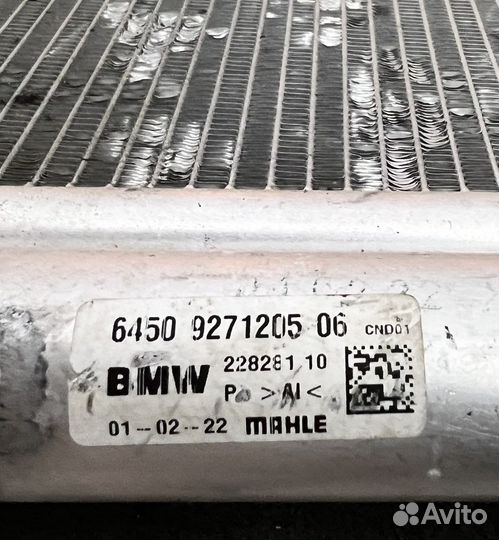 6450 9271205 06 CND01
BMW 228281 10
>Al<
01-02-22 MAHLE
Avito